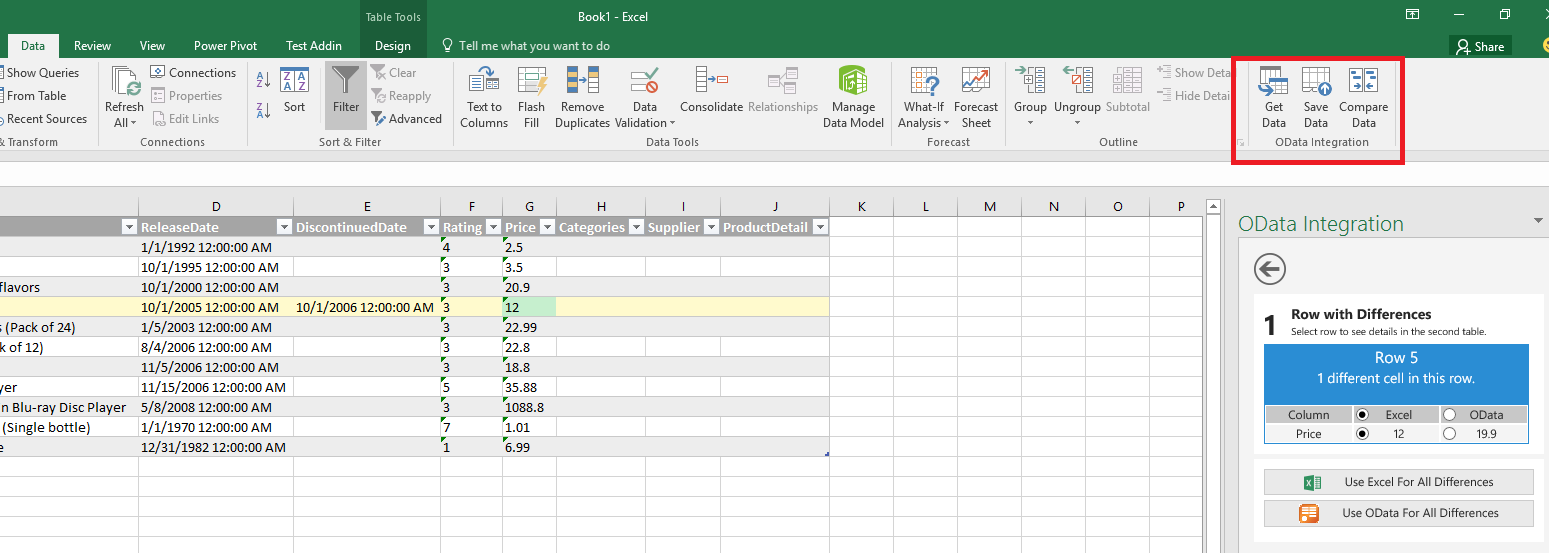 Table Tools
Book1 - Excel
Data Review View Power Pivot Test Addin Design Tell me what you want to do Share
Show Queries
From Table
Recent Sources
& Transform
Refresh All
Connections
Properties
Edit Links
Connections
Sort
Filter
Clear
Reapply
Advanced
Sort & Filter
Text to Columns
Flash Fill
Remove Duplicates
Data Validation
Consolidate
Relationships
Manage Data Model
Data Tools
What-If Analysis
Forecast Sheet
Forecast
Group
Ungroup
Subtotal
Show Deta
Hide Detai
Outline
Get Data
Save Data
Compare Data
OData Integration
D E F G H I J K L M N O P
ReleaseDate DiscontinuedDate Rating Price Categories Supplier ProductDetail
1/1/1992 12:00:00 AM 4 2.5
10/1/1995 12:00:00 AM 3 3.5
flavors 10/1/2000 12:00:00 AM 3 20.9
10/1/2005 12:00:00 AM 10/1/2006 12:00:00 AM 3 12
s (Pack of 24) 1/5/2003 12:00:00 AM 3 22.99
k of 12) 8/4/2006 12:00:00 AM 3 22.8
11/5/2006 12:00:00 AM 3 18.8
yer 11/15/2006 12:00:00 AM 5 35.88
n Blu-ray Disc Player 5/8/2008 12:00:00 AM 3 1088.8
(Single bottle) 1/1/1970 12:00:00 AM 7 1.01
e 12/31/1982 12:00:00 AM 1 6.99
OData Integration
1 Row with Differences
Select row to see details in the second table.
Row 5
1 different cell in this row.
Column Excel OData
Price 12 19.9
Use Excel For All Differences
Use OData For All Differences